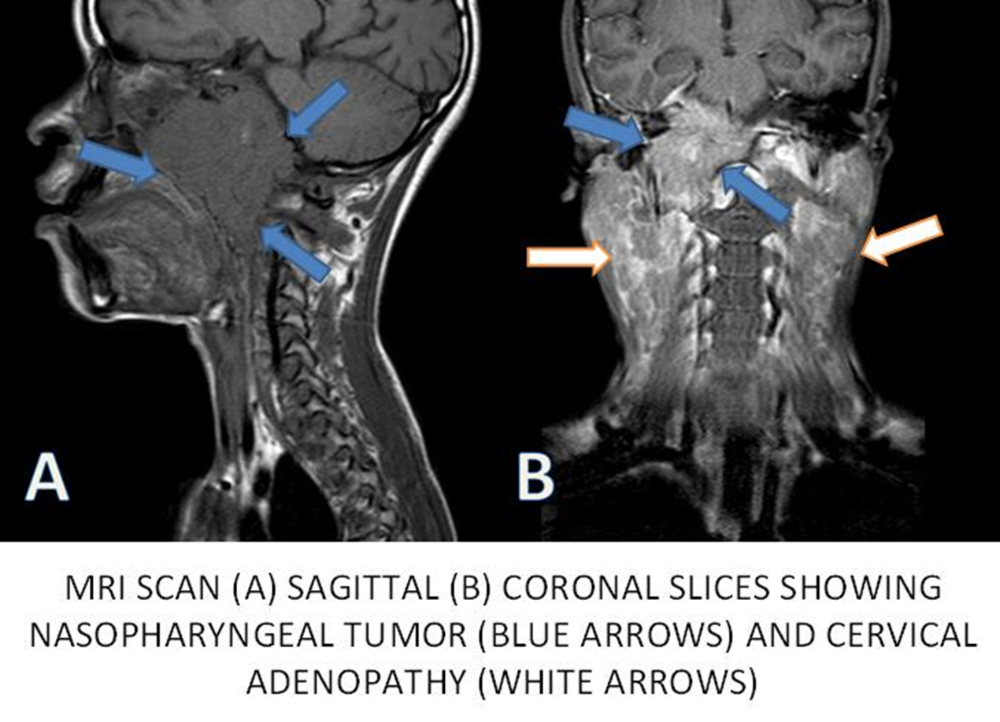 A
B
MRI SCAN (A) SAGITTAL (B) CORONAL SLICES SHOWING
NASOPHARYNGEAL TUMOR (BLUE ARROWS) AND CERVICAL
ADENOPATHY (WHITE ARROWS)